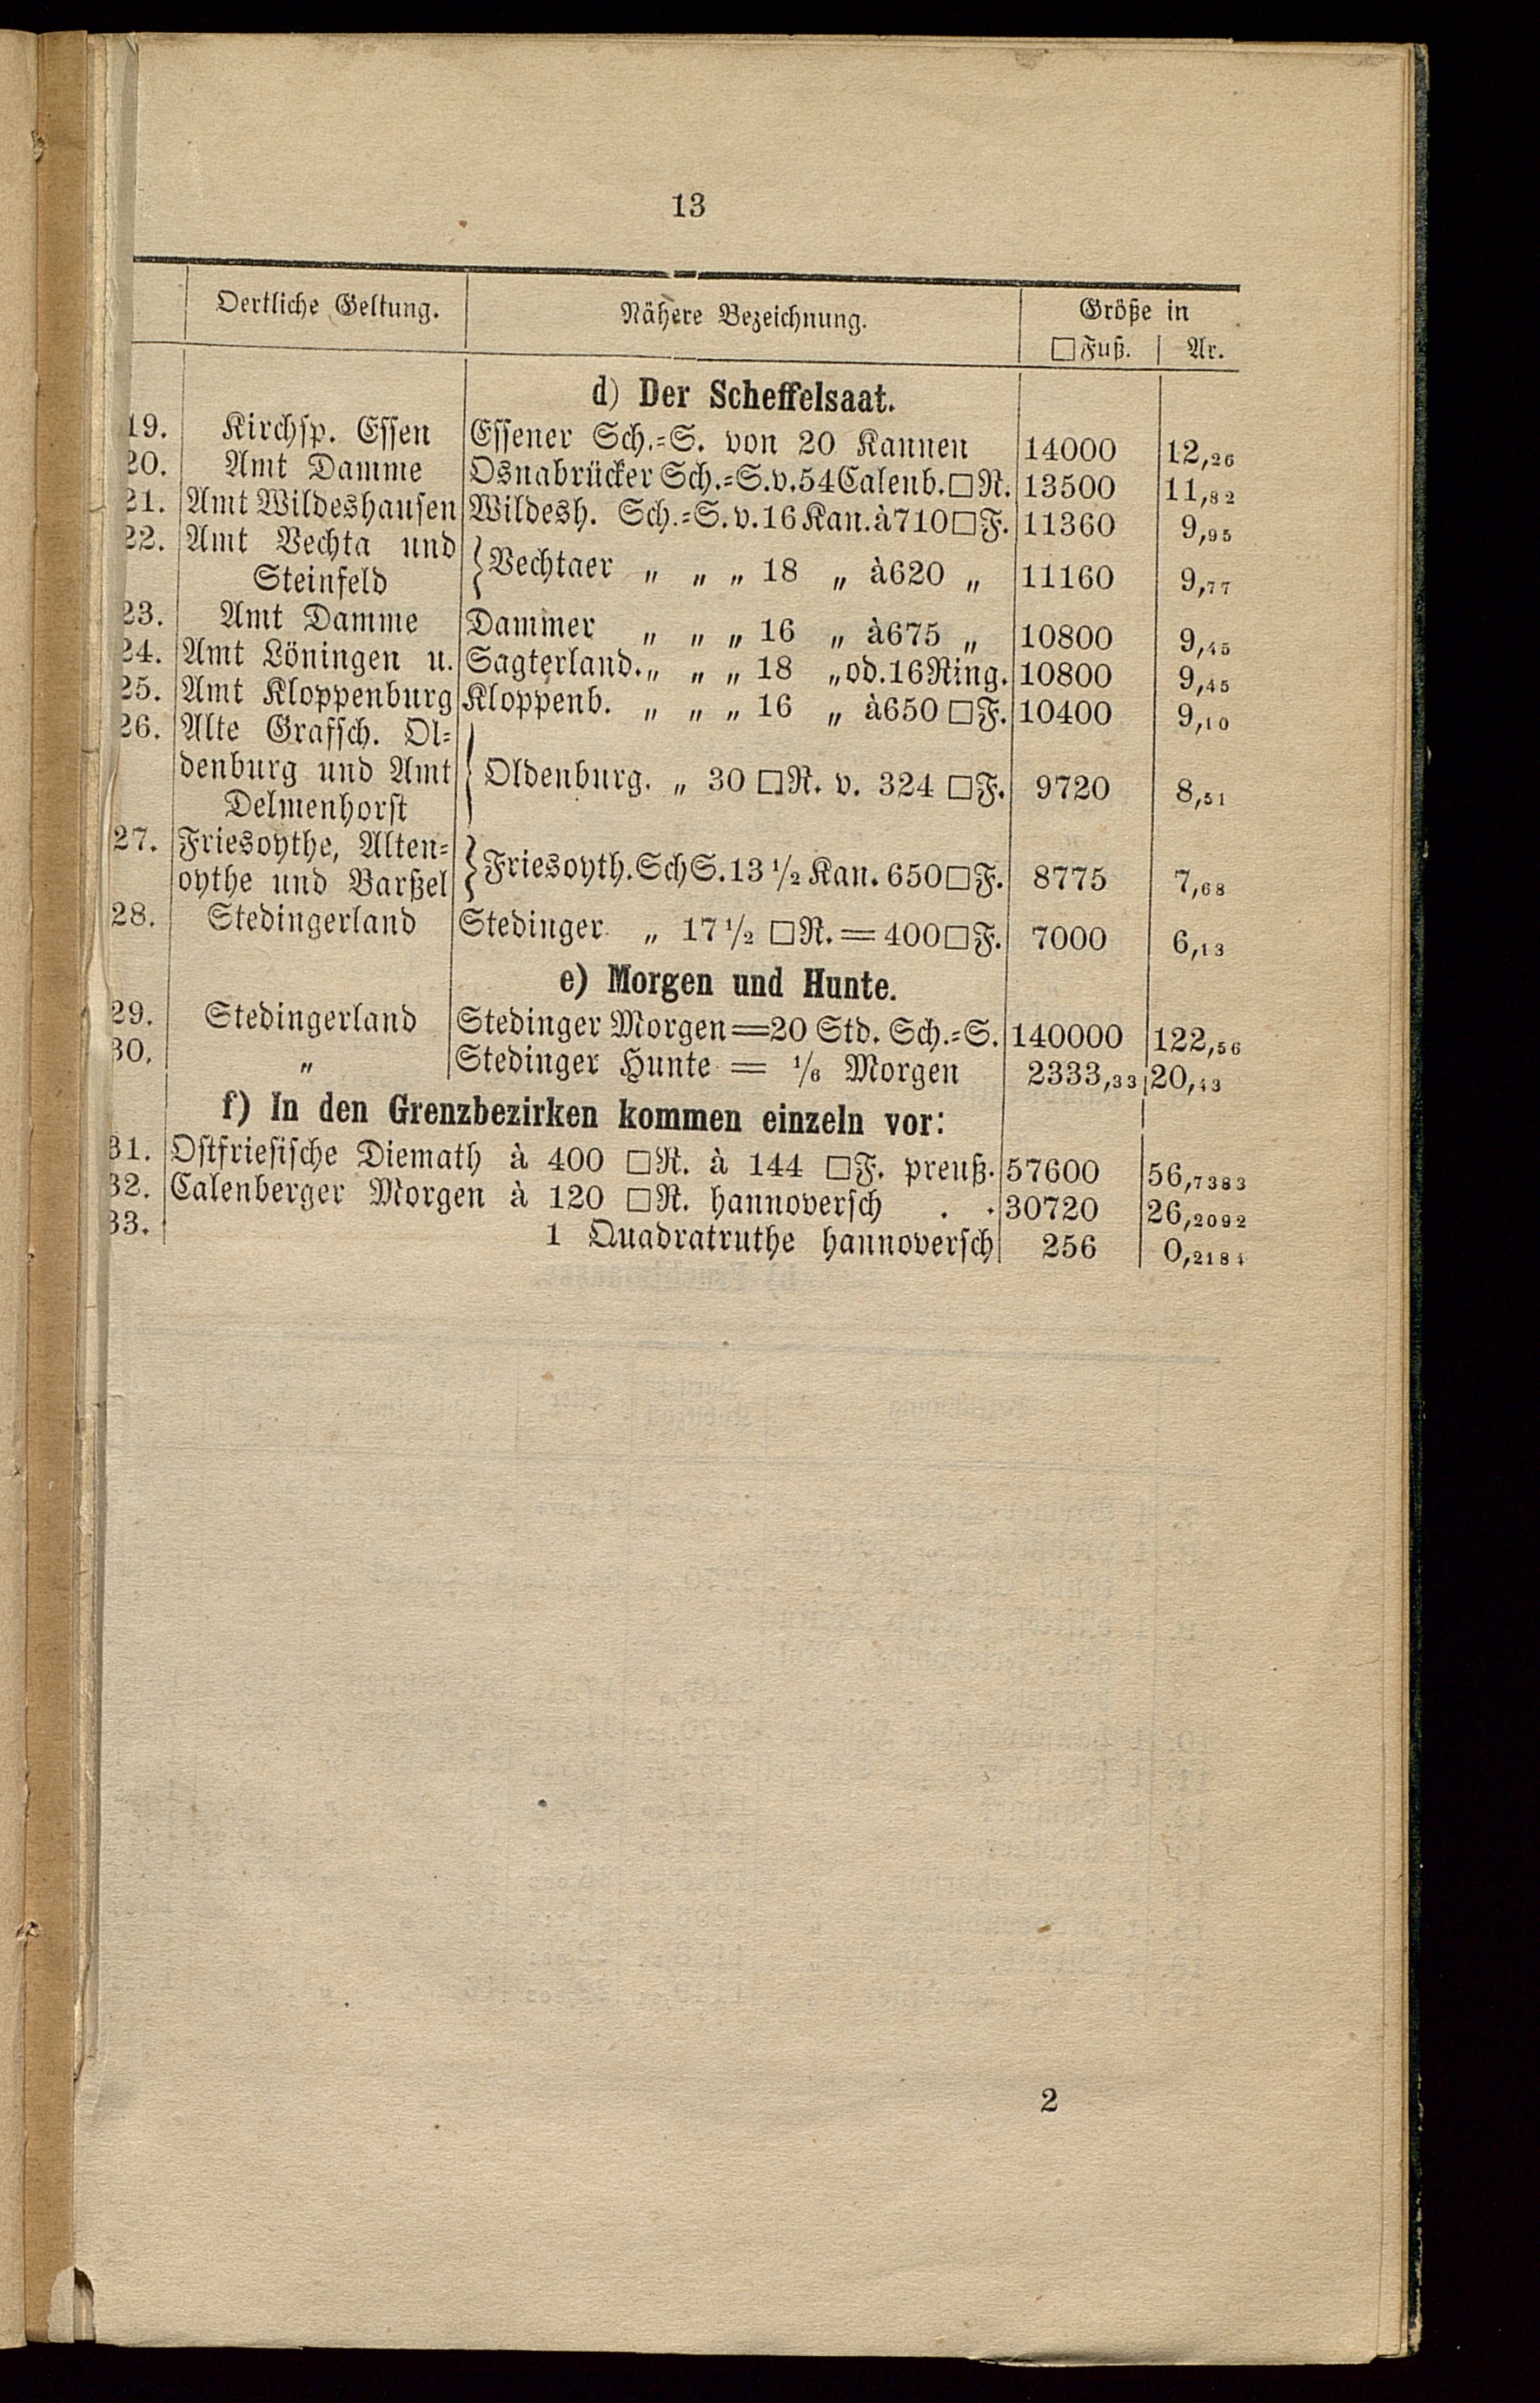 13
Oertliche Geltung. Nähere Bezeichnung. Größe in
□Fuß. Ar.
d) Der Scheffelsaat.
19. Kirchsp. Essen Essener Sch.=S. von 20 Kannen 14000 12,26
20. Amt Damme Osnabrücker Sch.=S.v.54Calenb.□R. 13500 11,82
21. Amt Wildeshausen Wildesh. Sch.=S.v.16Kan.à710□F. 11360 9,95
22. Amt Vechta und
Steinfeld } Vechtaer „ „ „ 18 „ à620 „ 11160 9,77
23. Amt Damme Dammer „ „ „ 16 „ à675 „ 10800 9,45
24. Amt Löningen u. Sagterland.„ „ „ 18 „od.16Ring. 10800 9,45
25. Amt Kloppenburg Kloppenb. „ „ „ 16 „ à650□F. 10400 9,10
26. Alte Grafsch. Ol=
denburg und Amt } Oldenburg. „ 30 □R. v. 324 □F. 9720 8,51
Delmenhorst
27. Friesoythe, Alten=
oythe und Barßel } Friesoyth.SchS.13½Kan.650□F. 8775 7,68
28. Stedingerland Stedinger „ 17½ □R.=400□F. 7000 6,13
e) Morgen und Hunte.
29. Stedingerland Stedinger Morgen=20 Std. Sch.=S. 140000 122,56
30. „ Stedinger Hunte = ⅙ Morgen 2333,33 20,43
f) In den Grenzbezirken kommen einzeln vor:
31. Ostfriesische Diemath à 400 □R. à 144 □F. preuß. 57600 56,7383
32. Calenberger Morgen à 120 □R. hannoversch . . 30720 26,2092
33. 1 Quadratruthe hannoversch 256 0,2184
2